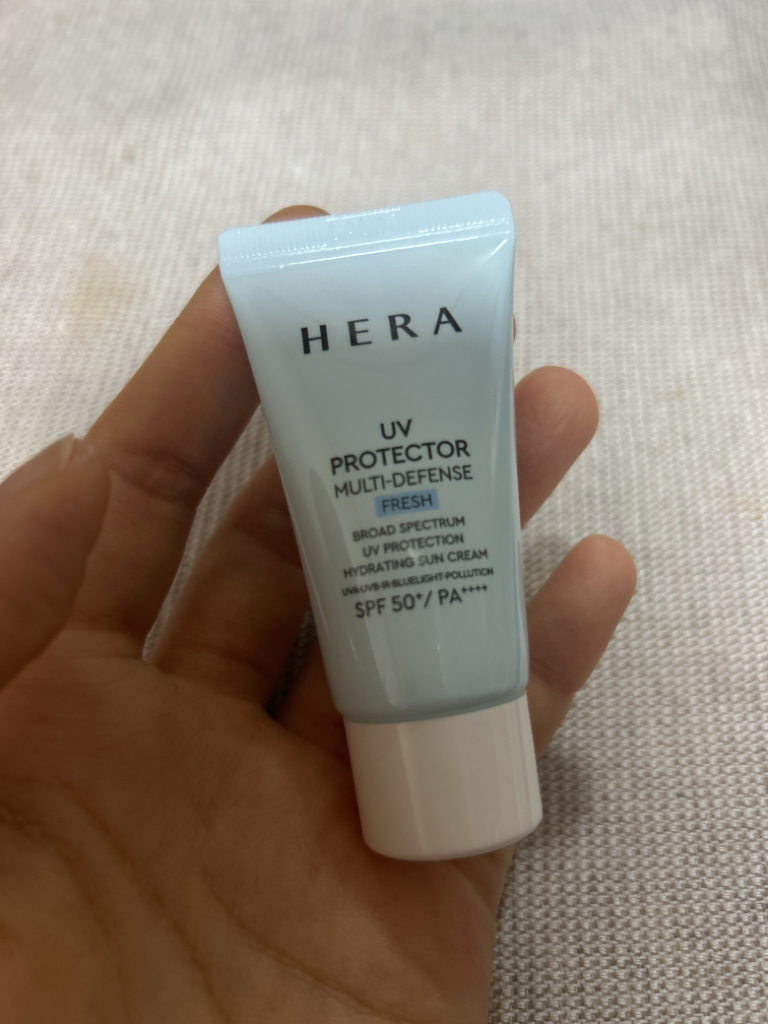 HERA
UV
PROTECTOR
MULTI-DEFENSE
FRESH
BROAD SPECTRUM
UV PROTECTION
HYDRATING SUN CREAM
UVA·UVB·IR·BLUELIGHT·POLLUTION
SPF 50⁺/ PA⁺⁺⁺⁺